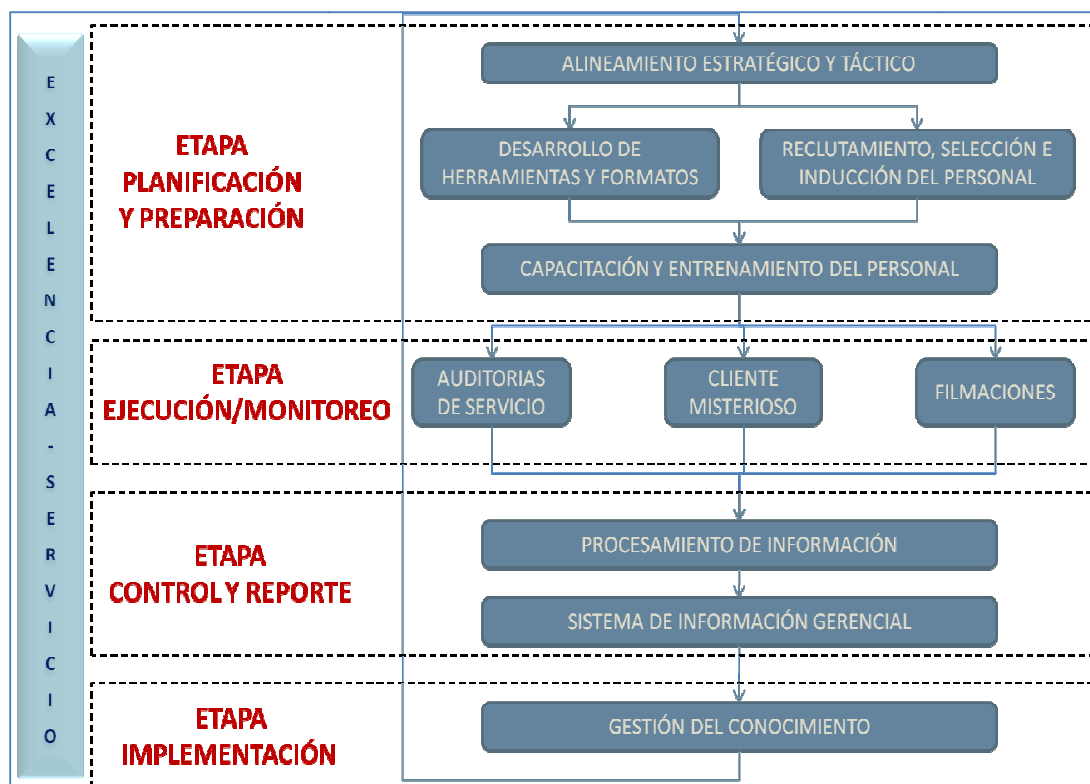 EXCELENCIA-SERVICIO
ETAPA
PLANIFICACIÓN
Y PREPARACIÓN
ALINEAMIENTO ESTRATÉGICO Y TÁCTICO
DESARROLLO DE
HERRAMIENTAS Y FORMATOS
RECLUTAMIENTO, SELECCIÓN E
INDUCCIÓN DEL PERSONAL
CAPACITACIÓN Y ENTRENAMIENTO DEL PERSONAL
ETAPA
EJECUCIÓN/MONITOREO
AUDITORIAS
DE SERVICIO
CLIENTE
MISTERIOSO
FILMACIONES
ETAPA
CONTROL Y REPORTE
PROCESAMIENTO DE INFORMACIÓN
SISTEMA DE INFORMACIÓN GERENCIAL
ETAPA
IMPLEMENTACIÓN
GESTIÓN DEL CONOCIMIENTO